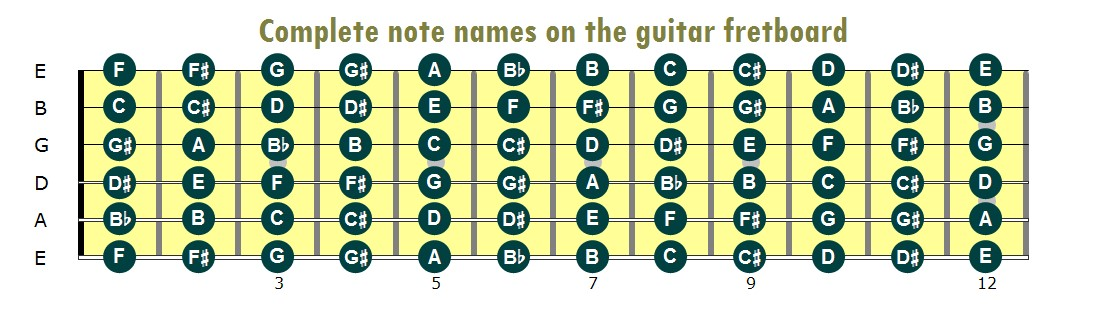 Complete note names on the guitar fretboard
E F F♯ G G♯ A B♭ B C C♯ D D♯ E
B C C♯ D D♯ E F F♯ G G♯ A B♭ B
G G♯ A B♭ B C C♯ D D♯ E F F♯ G
D D♯ E F F♯ G G♯ A B♭ B C C♯ D
A B♭ B C C♯ D D♯ E F F♯ G G♯ A
E F F♯ G G♯ A B♭ B C C♯ D D♯ E
3 5 7 9 12